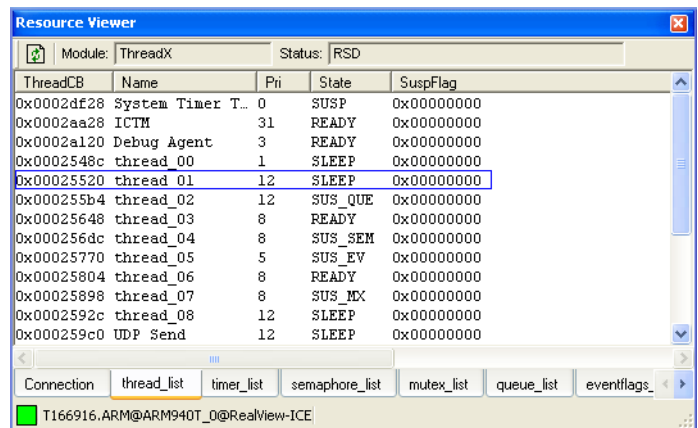 Resource Viewer
Module: ThreadX Status: RSD
ThreadCB Name Pri State SuspFlag
0x0002df28 System Timer T... 0 SUSP 0x00000000
0x0002aa28 ICTM 31 READY 0x00000000
0x0002a120 Debug Agent 3 READY 0x00000000
0x0002548c thread_00 1 SLEEP 0x00000000
0x00025520 thread_01 12 SLEEP 0x00000000
0x000255b4 thread_02 12 SUS_QUE 0x00000000
0x00025648 thread_03 8 READY 0x00000000
0x000256dc thread_04 8 SUS_SEM 0x00000000
0x00025770 thread_05 5 SUS_EV 0x00000000
0x00025804 thread_06 8 READY 0x00000000
0x00025898 thread_07 8 SUS_MX 0x00000000
0x0002592c thread_08 12 SLEEP 0x00000000
0x000259c0 UDP Send 12 SLEEP 0x00000000
Connection thread_list timer_list semaphore_list mutex_list queue_list eventflags_
T166916.ARM@ARM940T_0@RealView-ICE